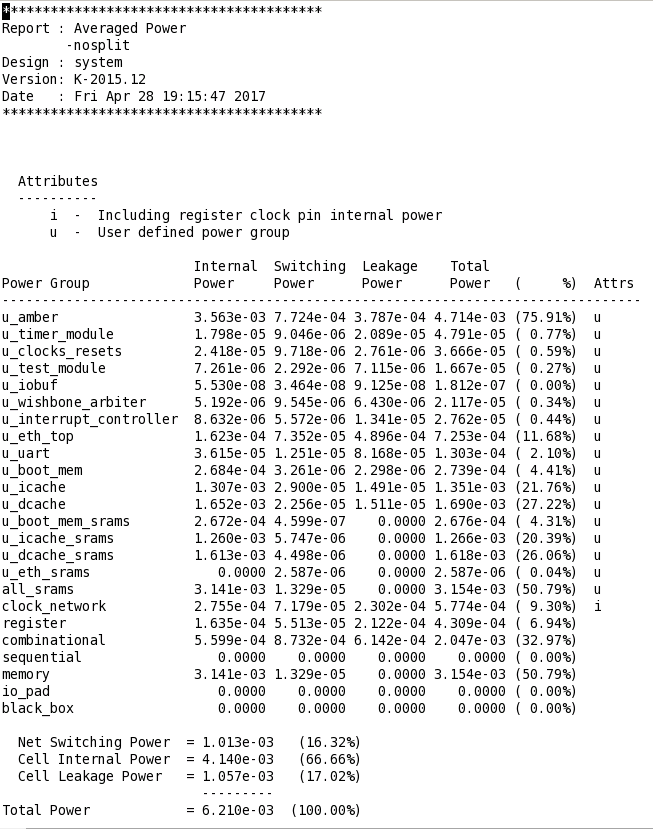 ****************************************
Report : Averaged Power
        -nosplit
Design : system
Version: K-2015.12
Date   : Fri Apr 28 19:15:47 2017
****************************************
  Attributes
  ----------
      i  -  Including register clock pin internal power
      u  -  User defined power group
                        Internal  Switching  Leakage    Total
Power Group             Power     Power      Power      Power   (     %)  Attrs
--------------------------------------------------------------------------------
u_amber                 3.563e-03 7.724e-04 3.787e-04 4.714e-03 (75.91%)  u
u_timer_module          1.798e-05 9.046e-06 2.089e-05 4.791e-05 ( 0.77%)  u
u_clocks_resets         2.418e-05 9.718e-06 2.761e-06 3.666e-05 ( 0.59%)  u
u_test_module           7.261e-06 2.292e-06 7.115e-06 1.667e-05 ( 0.27%)  u
u_iobuf                 5.530e-08 3.464e-08 9.125e-08 1.812e-07 ( 0.00%)  u
u_wishbone_arbiter      5.192e-06 9.545e-06 6.430e-06 2.117e-05 ( 0.34%)  u
u_interrupt_controller  8.632e-06 5.572e-06 1.341e-05 2.762e-05 ( 0.44%)  u
u_eth_top               1.623e-04 7.352e-05 4.896e-04 7.253e-04 (11.68%)  u
u_uart                  3.615e-05 1.251e-05 8.168e-05 1.303e-04 ( 2.10%)  u
u_boot_mem              2.684e-04 3.261e-06 2.298e-06 2.739e-04 ( 4.41%)  u
u_icache                1.307e-03 2.900e-05 1.491e-05 1.351e-03 (21.76%)  u
u_dcache                1.652e-03 2.256e-05 1.511e-05 1.690e-03 (27.22%)  u
u_boot_mem_srams        2.672e-04 4.599e-07    0.0000 2.676e-04 ( 4.31%)  u
u_icache_srams          1.260e-03 5.747e-06    0.0000 1.266e-03 (20.39%)  u
u_dcache_srams          1.613e-03 4.498e-06    0.0000 1.618e-03 (26.06%)  u
u_eth_srams                0.0000 2.587e-06    0.0000 2.587e-06 ( 0.04%)  u
all_srams               3.141e-03 1.329e-05    0.0000 3.154e-03 (50.79%)  u
clock_network           2.755e-04 7.179e-05 2.302e-04 5.774e-04 ( 9.30%)  i
register                1.635e-04 5.513e-05 2.122e-04 4.309e-04 ( 6.94%)
combinational           5.599e-04 8.732e-04 6.142e-04 2.047e-03 (32.97%)
sequential                 0.0000    0.0000    0.0000    0.0000 ( 0.00%)
memory                  3.141e-03 1.329e-05    0.0000 3.154e-03 (50.79%)
io_pad                     0.0000    0.0000    0.0000    0.0000 ( 0.00%)
black_box                  0.0000    0.0000    0.0000    0.0000 ( 0.00%)
  Net Switching Power  = 1.013e-03   (16.32%)
  Cell Internal Power  = 4.140e-03   (66.66%)
  Cell Leakage Power   = 1.057e-03   (17.02%)
                         ---------
Total Power            = 6.210e-03  (100.00%)